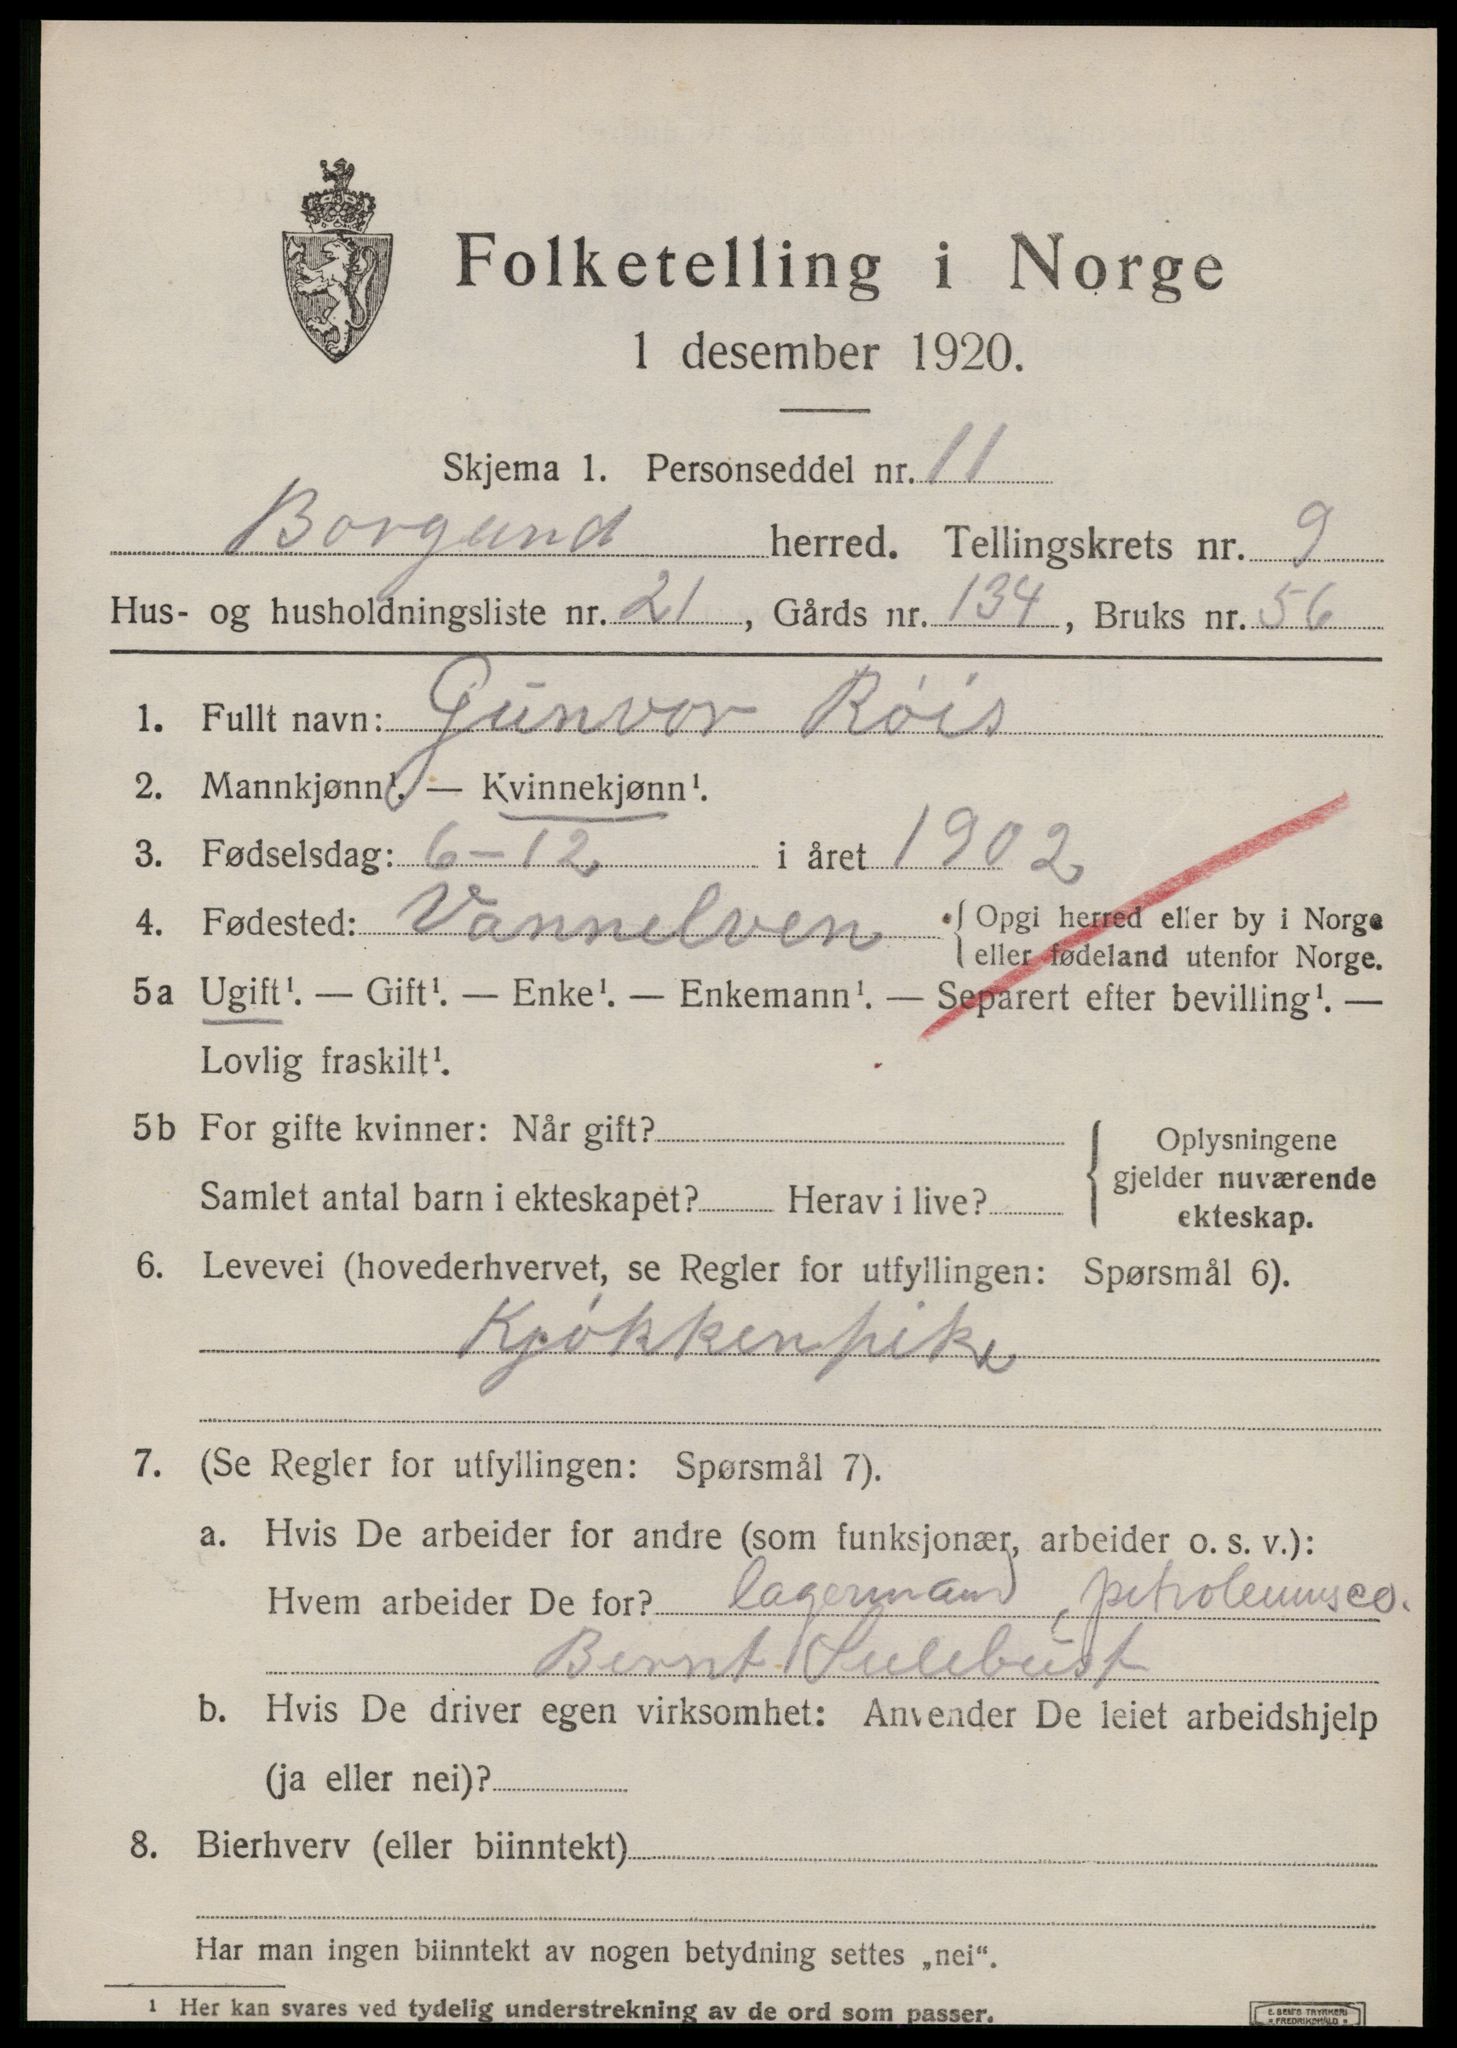 Folketelling i Norge
1 desember 1920.
Skjema 1. Personseddel nr. 11
Borgund herred. Tellingskrets nr. 9
Hus- og husholdningsliste nr. 21, Gårds nr. 134, Bruks nr. 56
1. Fullt navn: Gunvor Róis
2. Mannkjønn¹. — Kvinnekjønn¹.
3. Fødselsdag: 6-12 i året 1902
4. Fødested: Vannelven { Opgi herred eller by i Norge
eller fødeland utenfor Norge.
5a Ugift¹. — Gift¹. — Enke¹. — Enkemann¹. — Separert efter bevilling¹. —
Lovlig fraskilt¹.
5b For gifte kvinner: Når gift?
Samlet antal barn i ekteskapet? Herav i live?
{ Oplysningene
gjelder nuværende
ekteskap.
6. Levevei (hovederhvervet, se Regler for utfyllingen: Spørsmål 6).
Kjókkenpike
7. (Se Regler for utfyllingen: Spørsmål 7).
a. Hvis De arbeider for andre (som funksjonær, arbeider o. s. v.):
Hvem arbeider De for? lagermand, petroleumsco.
Bernt Sulebust
b. Hvis De driver egen virksomhet: Anvender De leiet arbeidshjelp
(ja eller nei)?
8. Bierhverv (eller biinntekt)
Har man ingen biinntekt av nogen betydning settes „nei“.
¹ Her kan svares ved tydelig understrekning av de ord som passer.
E. SEM'S TRYKKERI
FREDRIKSHALD